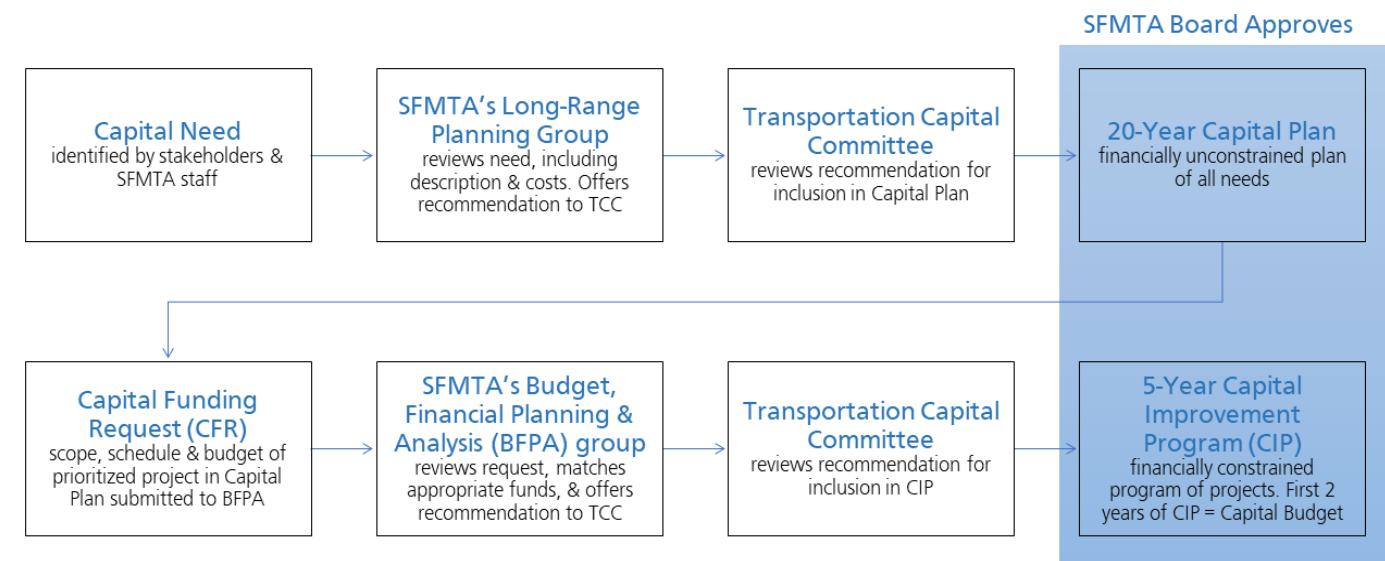 SFMTA Board Approves
Capital Need
identified by stakeholders &
SFMTA staff
SFMTA's Long-Range
Planning Group
reviews need, including
description & costs. Offers
recommendation to TCC
Transportation Capital
Committee
reviews recommendation for
inclusion in Capital Plan
20-Year Capital Plan
financially unconstrained plan
of all needs
Capital Funding
Request (CFR)
scope, schedule & budget of
prioritized project in Capital
Plan submitted to BFPA
SFMTA's Budget,
Financial Planning &
Analysis (BFPA) group
reviews request, matches
appropriate funds, & offers
recommendation to TCC
Transportation Capital
Committee
reviews recommendation for
inclusion in CIP
5-Year Capital
Improvement
Program (CIP)
financially constrained
program of projects. First 2
years of CIP = Capital Budget